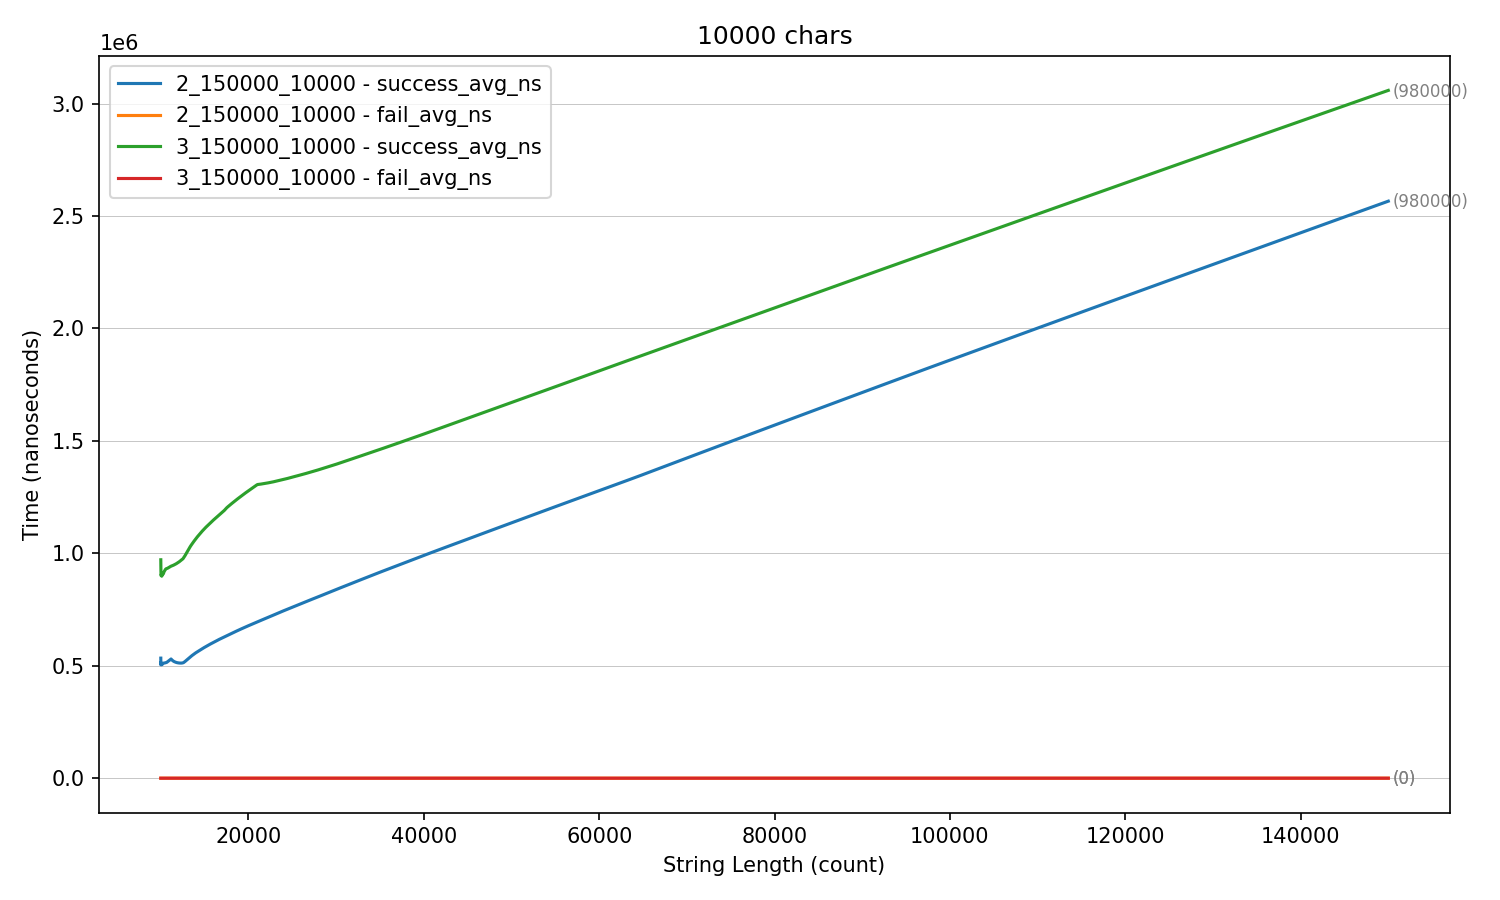 10000 chars
1e6
2_150000_10000 - success_avg_ns
2_150000_10000 - fail_avg_ns
3_150000_10000 - success_avg_ns
3_150000_10000 - fail_avg_ns
3.0
2.5
2.0
1.5
1.0
0.5
0.0
Time (nanoseconds)
(980000)
(980000)
(0)
20000 40000 60000 80000 100000 120000 140000
String Length (count)